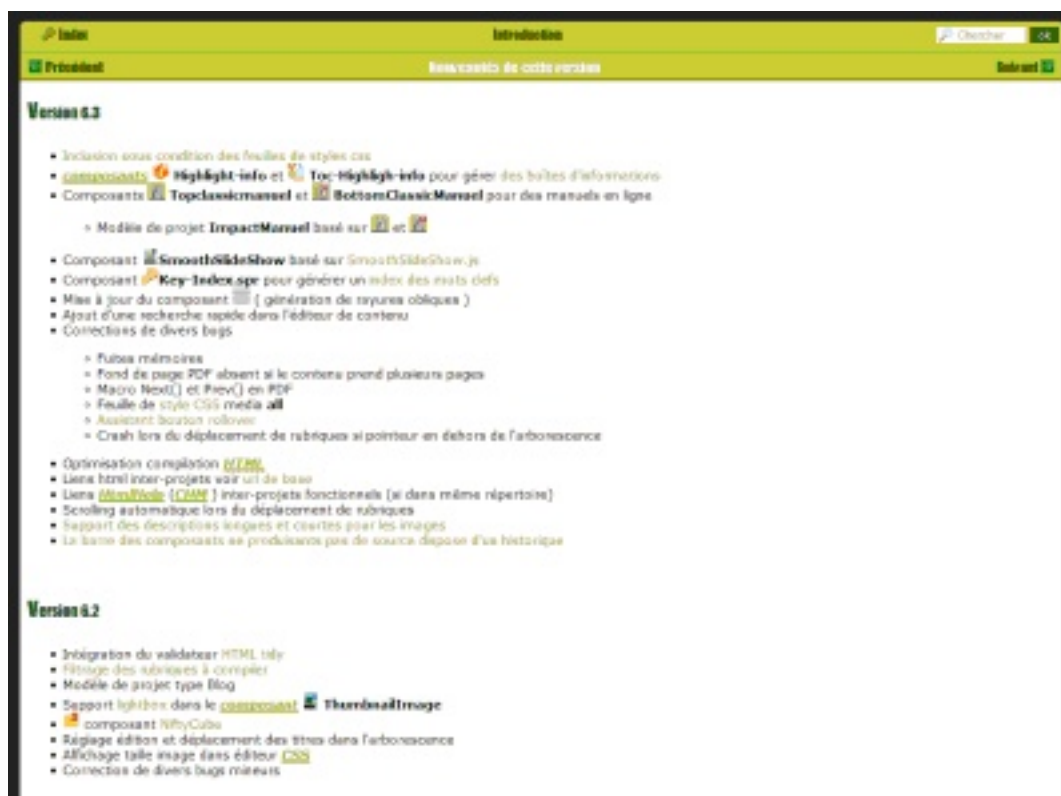 Index
Introduction
Chercher
OK
Précédent
Nouveautés de cette version
Suivant
Version 6.3
Inclusion sous condition des feuilles de styles css
composants Highlight-info et Toc-Highligh-info pour gérer des boîtes d'informations
Composants Topclassicmanuel et BottomClassicManuel pour des manuels en ligne
Modèle de projet ImpactManuel basé sur et
Composant SmoothSlideShow basé sur SmoothSlideShow.js
Composant Key-Index.spr pour générer un index des mots clefs
Mise à jour du composant ( génération de rayures obliques )
Ajout d'une recherche rapide dans l'éditeur de contenu
Corrections de divers bugs
Fuites mémoires
Fond de page PDF absent si le contenu prend plusieurs pages
Macro Next() et Prev() en PDF
Feuille de style CSS media all
Assistant bouton rollover
Crash lors du déplacement de rubriques si pointeur en dehors de l'arborescence
Optimisation compilation HTML
Liens html inter-projets voir url de base
Liens HtmlHelp (CHM ) inter-projets fonctionnels (si dans même répertoire)
Scrolling automatique lors du déplacement de rubriques
Support des descriptions longues et courtes pour les images
La barre des composants ne produisants pas de source dispose d'un historique
Version 6.2
Intégration du validateur HTML tidy
Filtrage des rubriques à compiler
Modèle de projet type Blog
Support lightbox dans le composant ThumbnailImage
composant NiftyCube
Réglage édition et déplacement des titres dans l'arborescence
Affichage taille image dans éditeur CSS
Correction de divers bugs mineurs